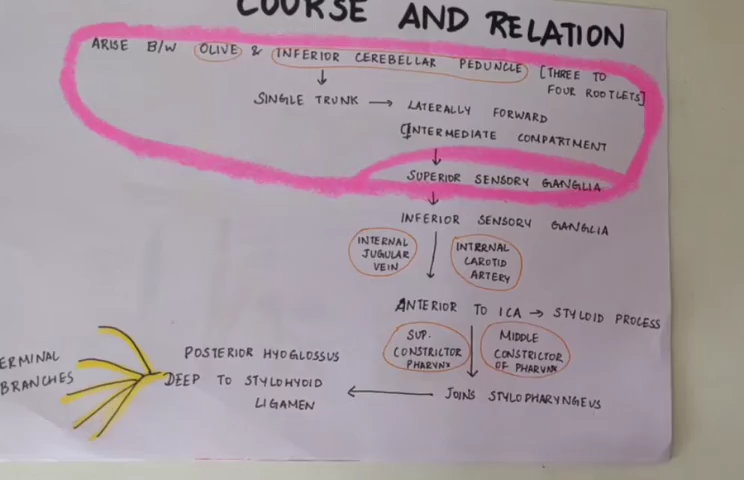 COURSE AND RELATION
ARISE B/W OLIVE & INFERIOR CEREBELLAR PEDUNCLE [THREE TO
FOUR ROOTLETS]
SINGLE TRUNK → LATERALLY FORWARD
(INTERMEDIATE COMPARTMENT
SUPERIOR SENSORY GANGLIA
INFERIOR SENSORY GANGLIA
INTERNAL
JUGULAR
VEIN
INTERNAL
CAROTID
ARTERY
ANTERIOR TO ICA → STYLOID PROCESS
SUP.
CONSTRICTOR
PHARYNX
MIDDLE
CONSTRICTOR
OF PHARYNX
JOINS STYLOPHARYNGEUS
POSTERIOR HYOGLOSSUS
DEEP TO STYLOHYOID
LIGAMEN
ERMINAL
BRANCHES